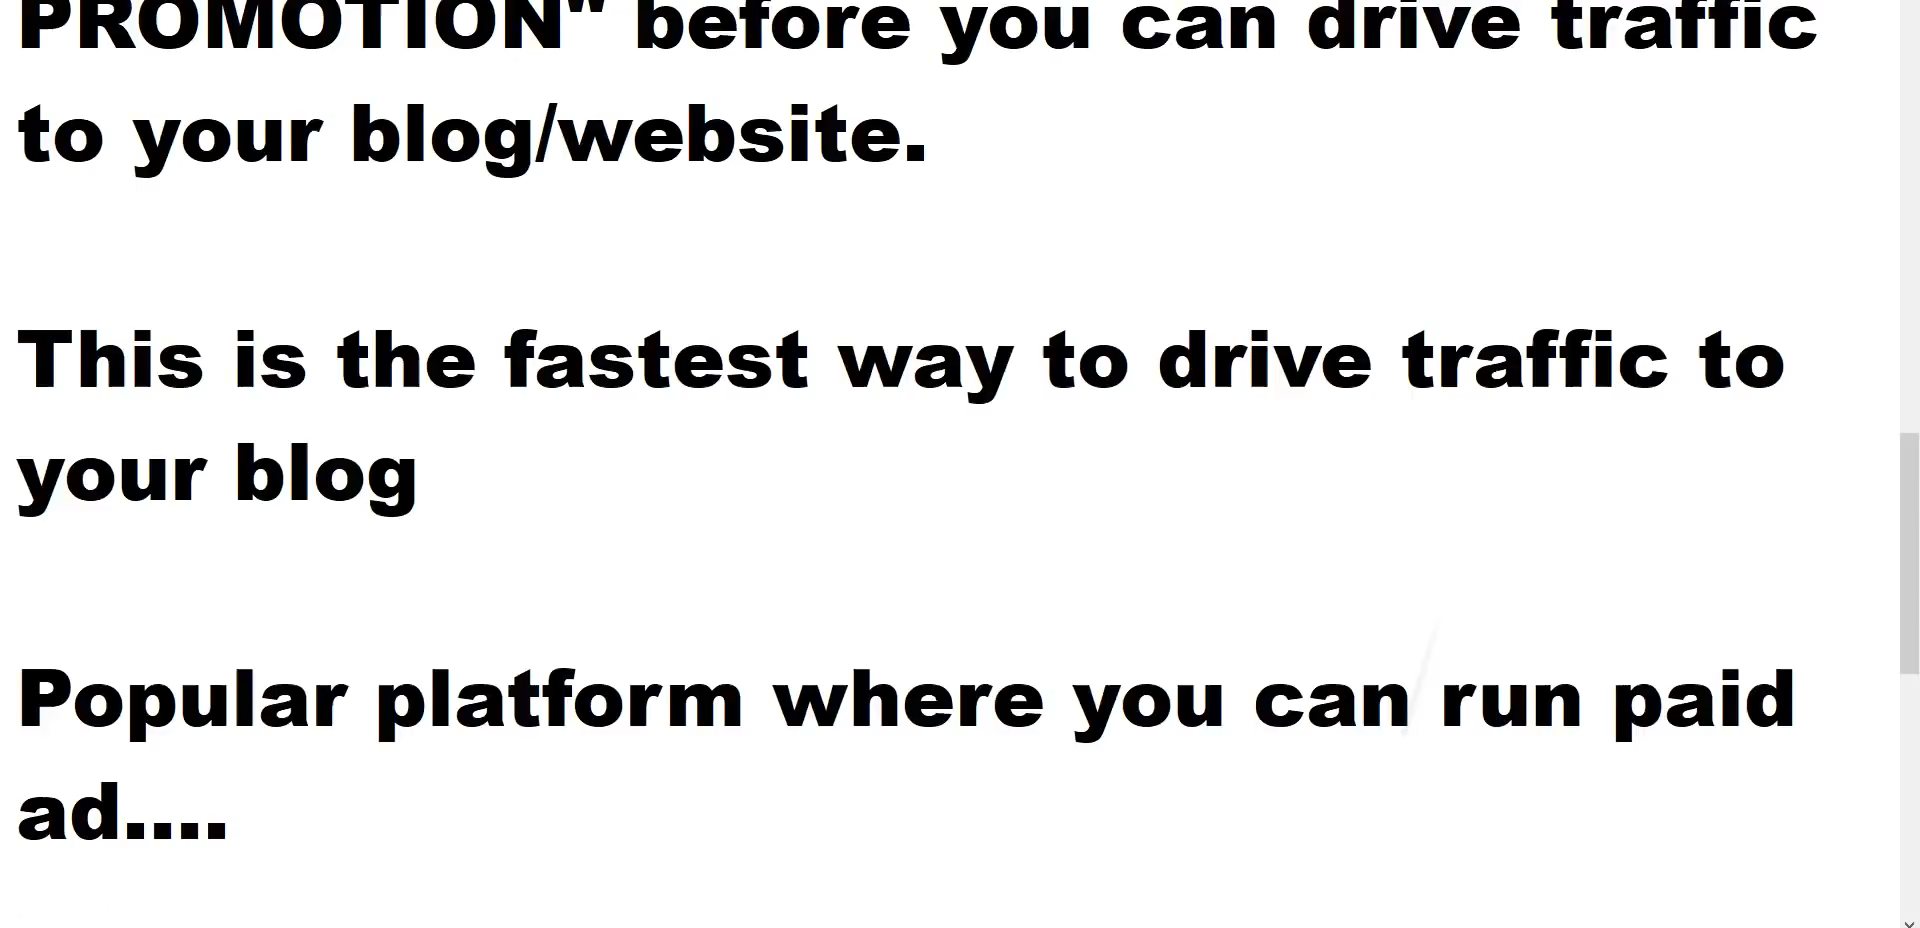 PROMOTION" before you can drive traffic
to your blog/website.
This is the fastest way to drive traffic to
your blog
Popular platform where you can run paid
ad....